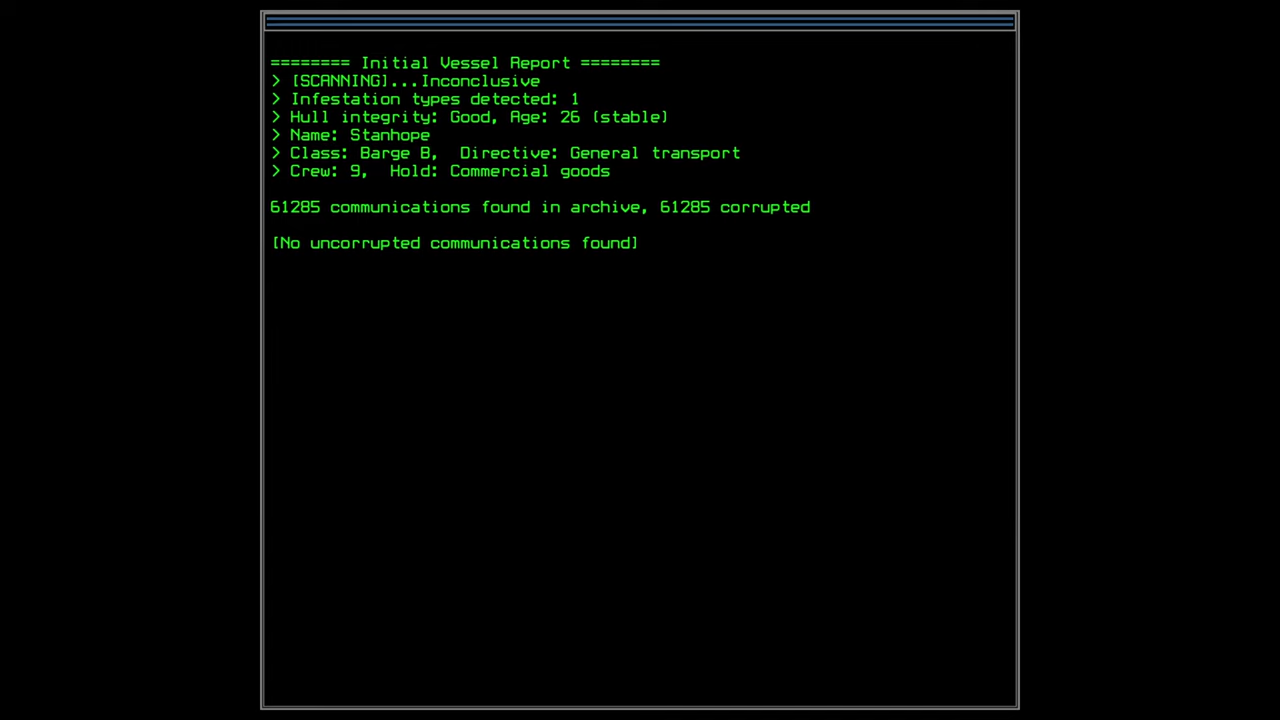 ======== Initial Vessel Report ========
> [SCANNING]...Inconclusive
> Infestation types detected: 1
> Hull integrity: Good, Age: 26 (stable)
> Name: Stanhope
> Class: Barge B,  Directive: General transport
> Crew: 9,  Hold: Commercial goods
61285 communications found in archive, 61285 corrupted
[No uncorrupted communications found]